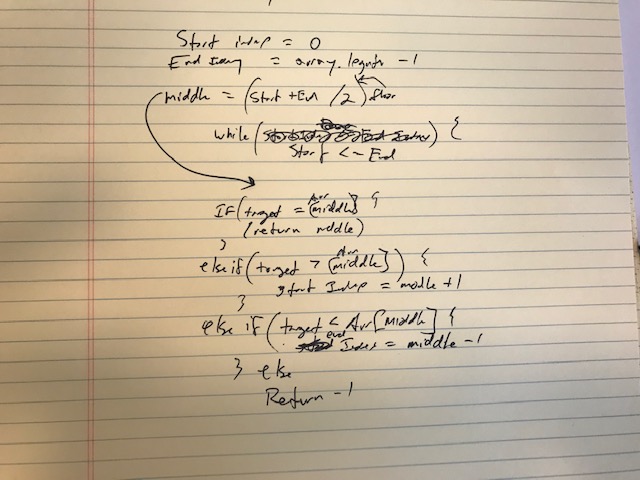 Start index = 0
End Index = array.length -1
middle = (Start + End /2) floor
while ( Start <= End ) {
IF (target = Arr [middle] {
(return middle)
}
else if (target > Arr [middle]) {
start Index = middle +1
}
else if (target < Arr[Middle] {
end Index = middle -1
} else
Return -1